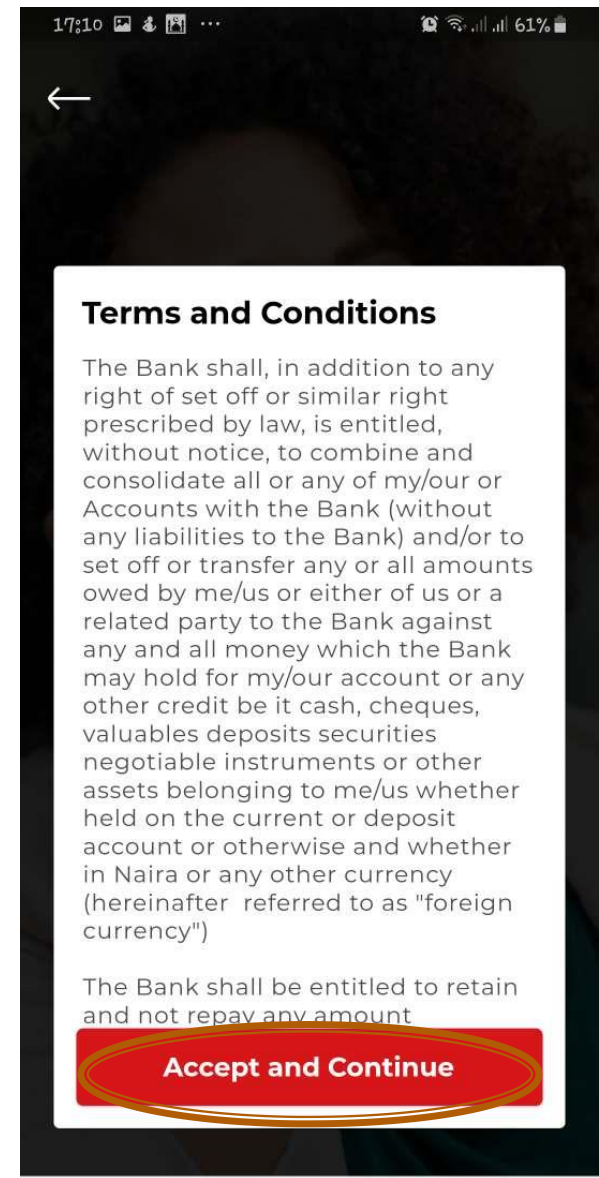 17:10 ... 61%
Terms and Conditions
The Bank shall, in addition to any
right of set off or similar right
prescribed by law, is entitled,
without notice, to combine and
consolidate all or any of my/our or
Accounts with the Bank (without
any liabilities to the Bank) and/or to
set off or transfer any or all amounts
owed by me/us or either of us or a
related party to the Bank against
any and all money which the Bank
may hold for my/our account or any
other credit be it cash, cheques,
valuables deposits securities
negotiable instruments or other
assets belonging to me/us whether
held on the current or deposit
account or otherwise and whether
in Naira or any other currency
(hereinafter  referred to as "foreign
currency")
The Bank shall be entitled to retain
and not repay any amount
Accept and Continue